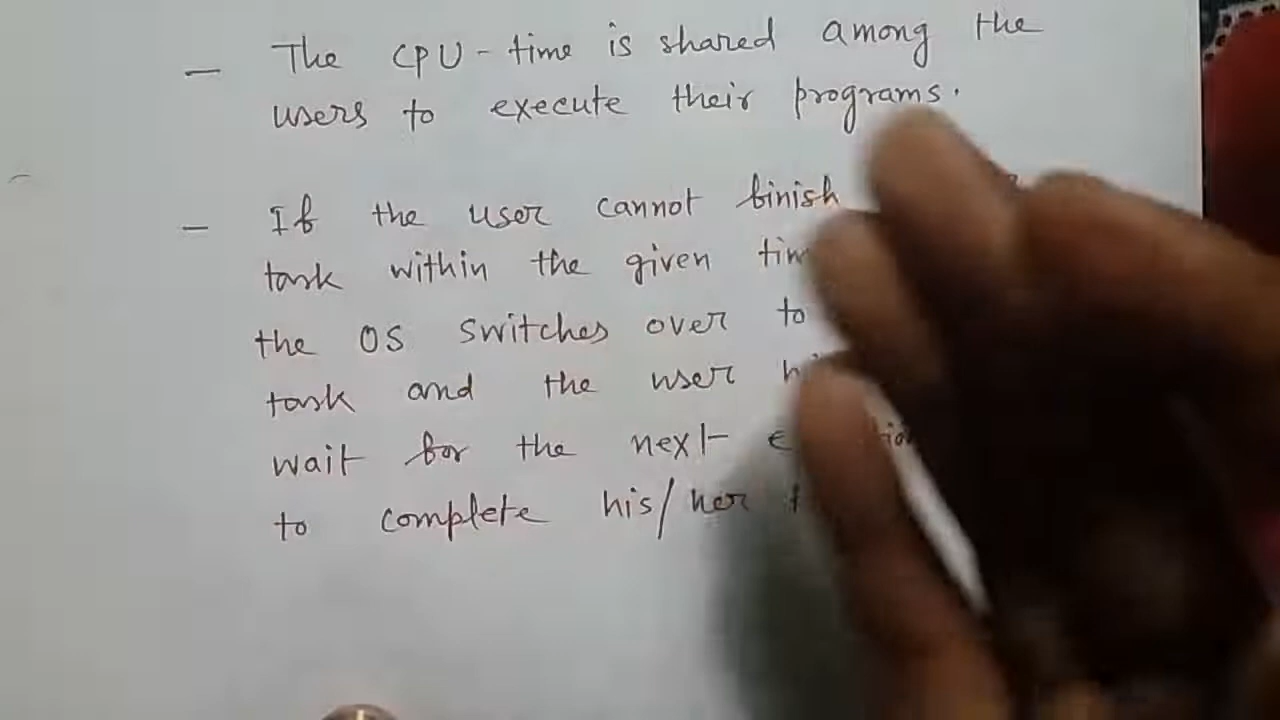 — The CPU-time is shared among the
users to execute their programs.
— If the user cannot finish
task within the given
the OS switches over to
task and the user
wait for the next
to complete his/her